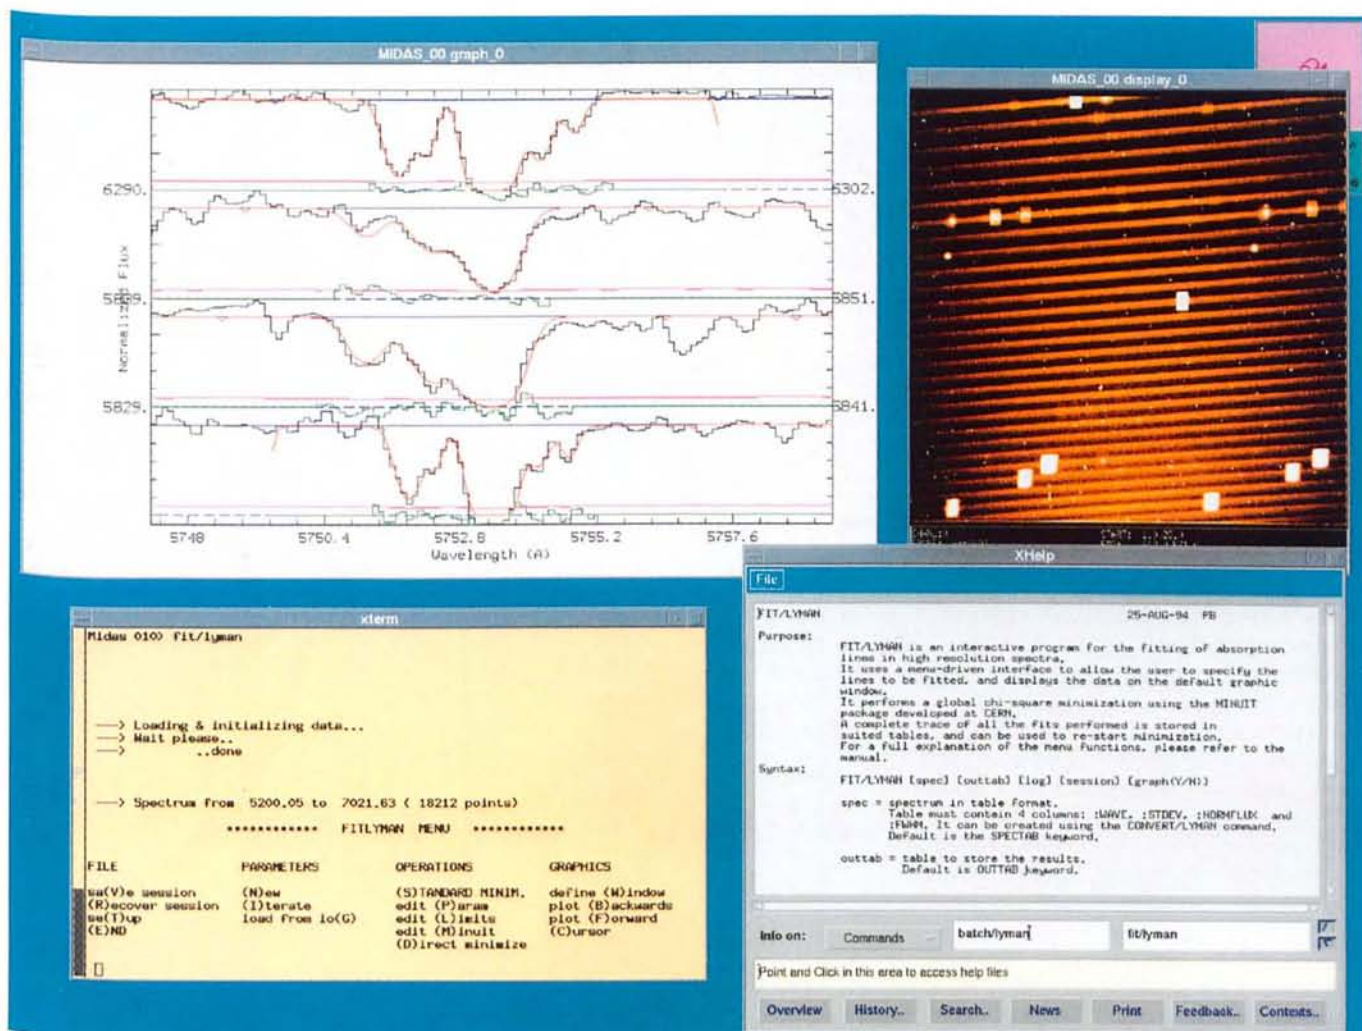 MIDAS_00 graph_0
6290.
6302.
5851.
5829.
5841.
Normalized Flux
5748
5750.4
5752.8
5755.2
5757.6
Wavelength (A)
MIDAS_00 display_0
xterm
Midas 010> fit/lyman
---> Loading & initializing data...
---> Wait please..
---> ..done
---> Spectrum from 5200.05 to 7021.63 ( 18212 points)
************ FITLYMAN MENU ************
FILE PARAMETERS OPERATIONS GRAPHICS
sa(V)e session (N)ew (S)TANDARD MINIM. define (W)indow
(R)ecover session (I)terate edit (P)aram plot (B)ackwards
se(T)up load from lo(G) edit (L)imits plot (F)orward
(E)ND edit (M)inuit (C)ursor
(D)irect minimize
XHelp
File
FIT/LYMAN 25-AUG-94 PB
Purpose:
FIT/LYMAN is an interactive program for the fitting of absorption
lines in high resolution spectra.
It uses a menu-driven interface to allow the user to specify the
lines to be fitted, and displays the data on the default graphic
window.
It performs a global chi-square minimization using the MINUIT
package developed at CERN.
A complete trace of all the fits performed is stored in
suited tables, and can be used to re-start minimization.
For a full explanation of the menu functions, please refer to the
manual.
Syntax:
FIT/LYMAN [spec] [outtab] [log] [session] [graph(Y/N)]
spec = spectrum in table format.
Table must contain 4 columns: :WAVE, :STDEV, :NORMFLUX and
:FWHM. It can be created using the CONVERT/LYMAN command.
Default is the SPECTAB keyword.
outtab = table to store the results.
Default is OUTTAB keyword.
Info on: Commands batch/lyman fit/lyman
Point and Click in this area to access help files
Overview History.. Search.. News Print Feedback.. Contexts..